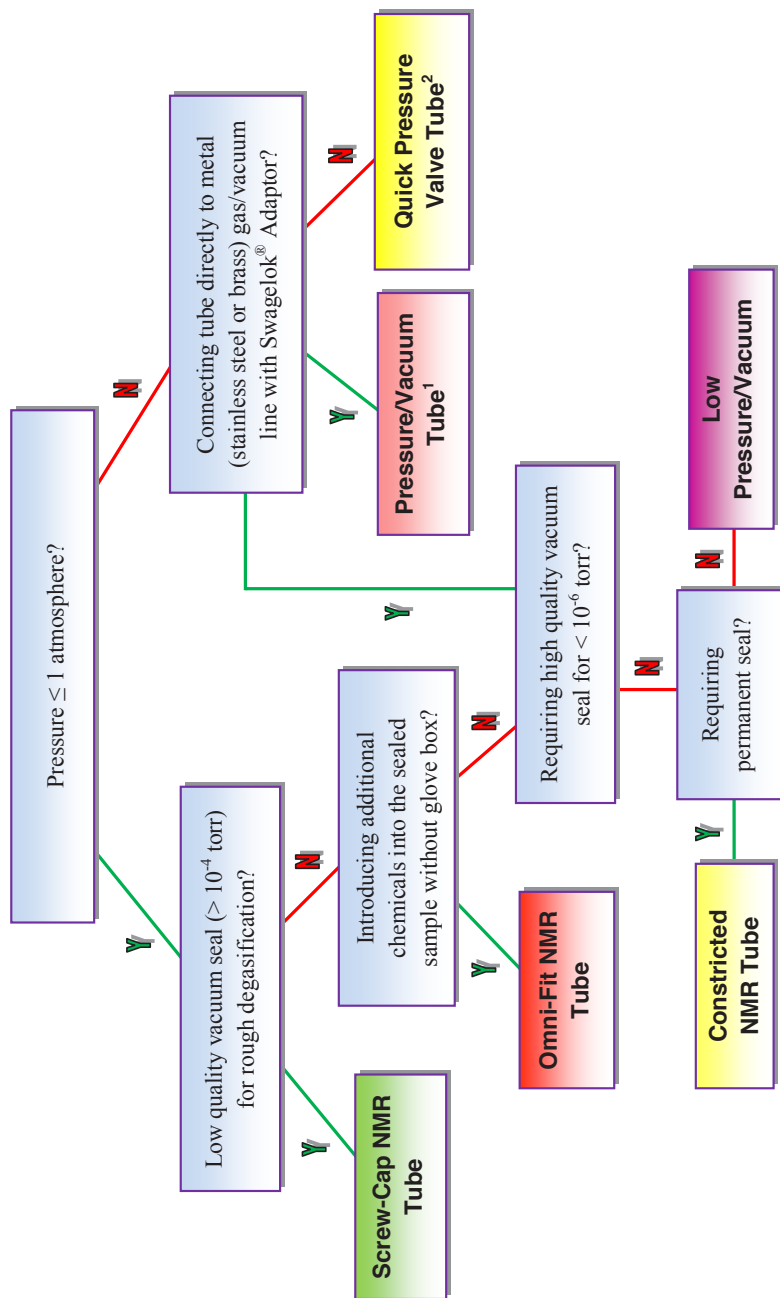 Pressure ≤ 1 atmosphere?
Y
N
Low quality vacuum seal (> 10⁻⁴ torr)
for rough degasification?
Connecting tube directly to metal
(stainless steel or brass) gas/vacuum
line with Swagelok® Adaptor?
Y
N
Y
Y
N
Screw-Cap NMR
Tube
Introducing additional
chemicals into the sealed
sample without glove box?
Pressure/Vacuum
Tube¹
Quick Pressure
Valve Tube²
Y
N
Omni-Fit NMR
Tube
Requiring high quality vacuum
seal for < 10⁻⁶ torr?
N
Constricted
NMR Tube
Y
Requiring
permanent seal?
N
Low
Pressure/Vacuum